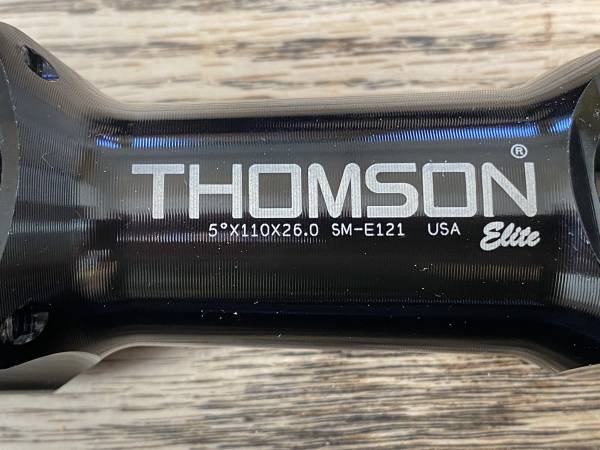 THOMSON®
5°X110X26.0 SM-E121 USA Elite